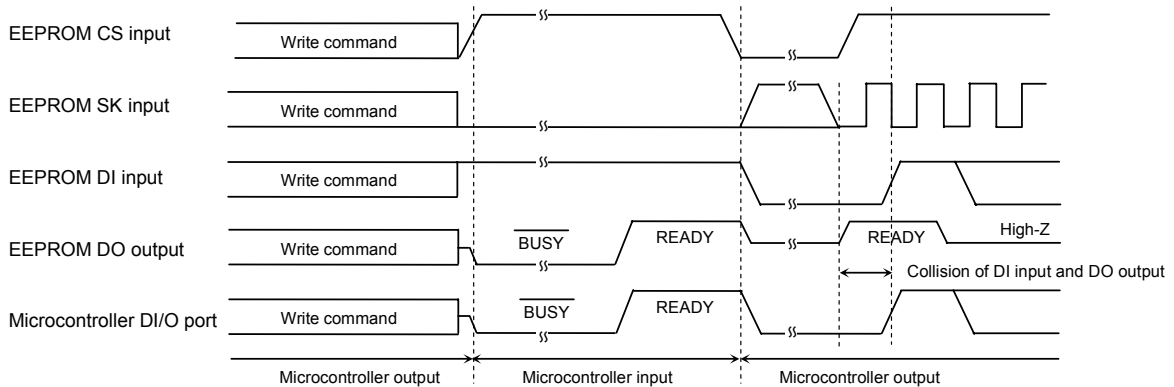 EEPROM CS input
Write command
EEPROM SK input
EEPROM DI input
Write command
EEPROM DO output
Write command
BUSY
READY
READY
High-Z
Collision of DI input and DO output
Microcontroller DI/O port
Write command
BUSY
READY
Microcontroller output
Microcontroller input
Microcontroller output